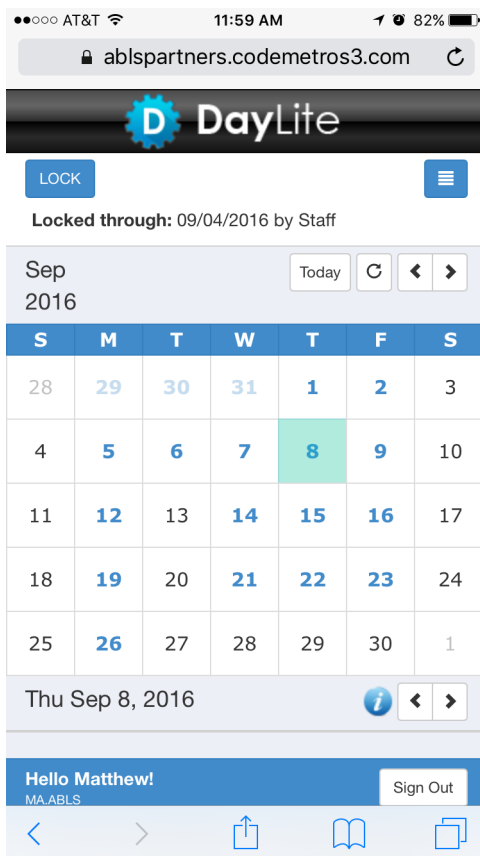 AT&T 11:59 AM 82%
ablspartners.codemetros3.com
D DayLite
LOCK
Locked through: 09/04/2016 by Staff
Sep Today
2016
S M T W T F S
28 29 30 31 1 2 3
4 5 6 7 8 9 10
11 12 13 14 15 16 17
18 19 20 21 22 23 24
25 26 27 28 29 30 1
Thu Sep 8, 2016 i
Hello Matthew! Sign Out
MA.ABLS